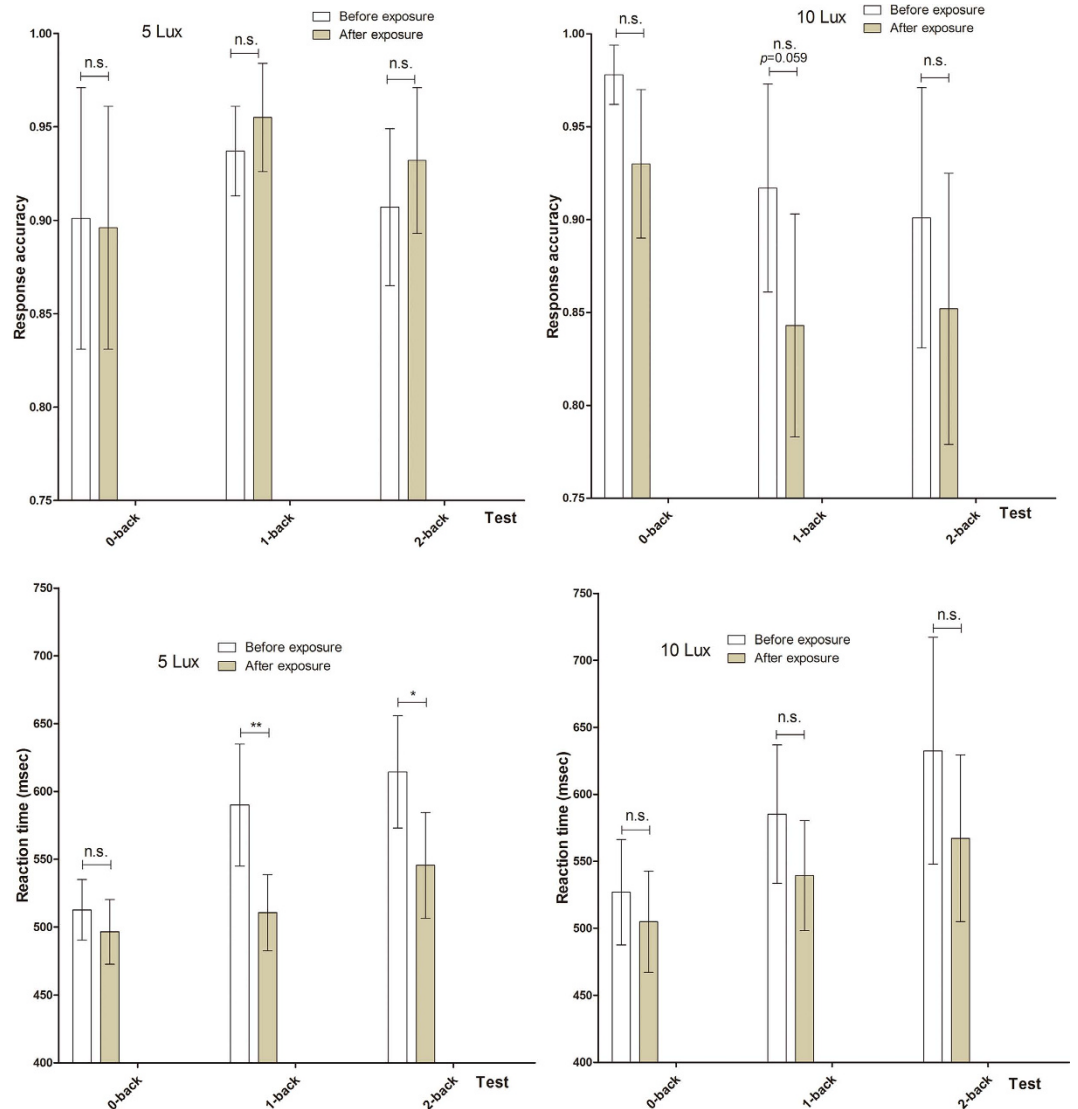 5 Lux
Before exposure
After exposure
1.00
0.95
0.90
0.85
0.80
0.75
Response accuracy
n.s.
n.s.
n.s.
0-back
1-back
2-back
Test
10 Lux
Before exposure
After exposure
1.00
0.95
0.90
0.85
0.80
0.75
Response accuracy
n.s.
n.s.
p=0.059
n.s.
0-back
1-back
2-back
Test
5 Lux
Before exposure
After exposure
750
700
650
600
550
500
450
400
Reaction time (msec)
n.s.
**
*
0-back
1-back
2-back
Test
10 Lux
Before exposure
After exposure
750
700
650
600
550
500
450
400
Reaction time (msec)
n.s.
n.s.
n.s.
0-back
1-back
2-back
Test